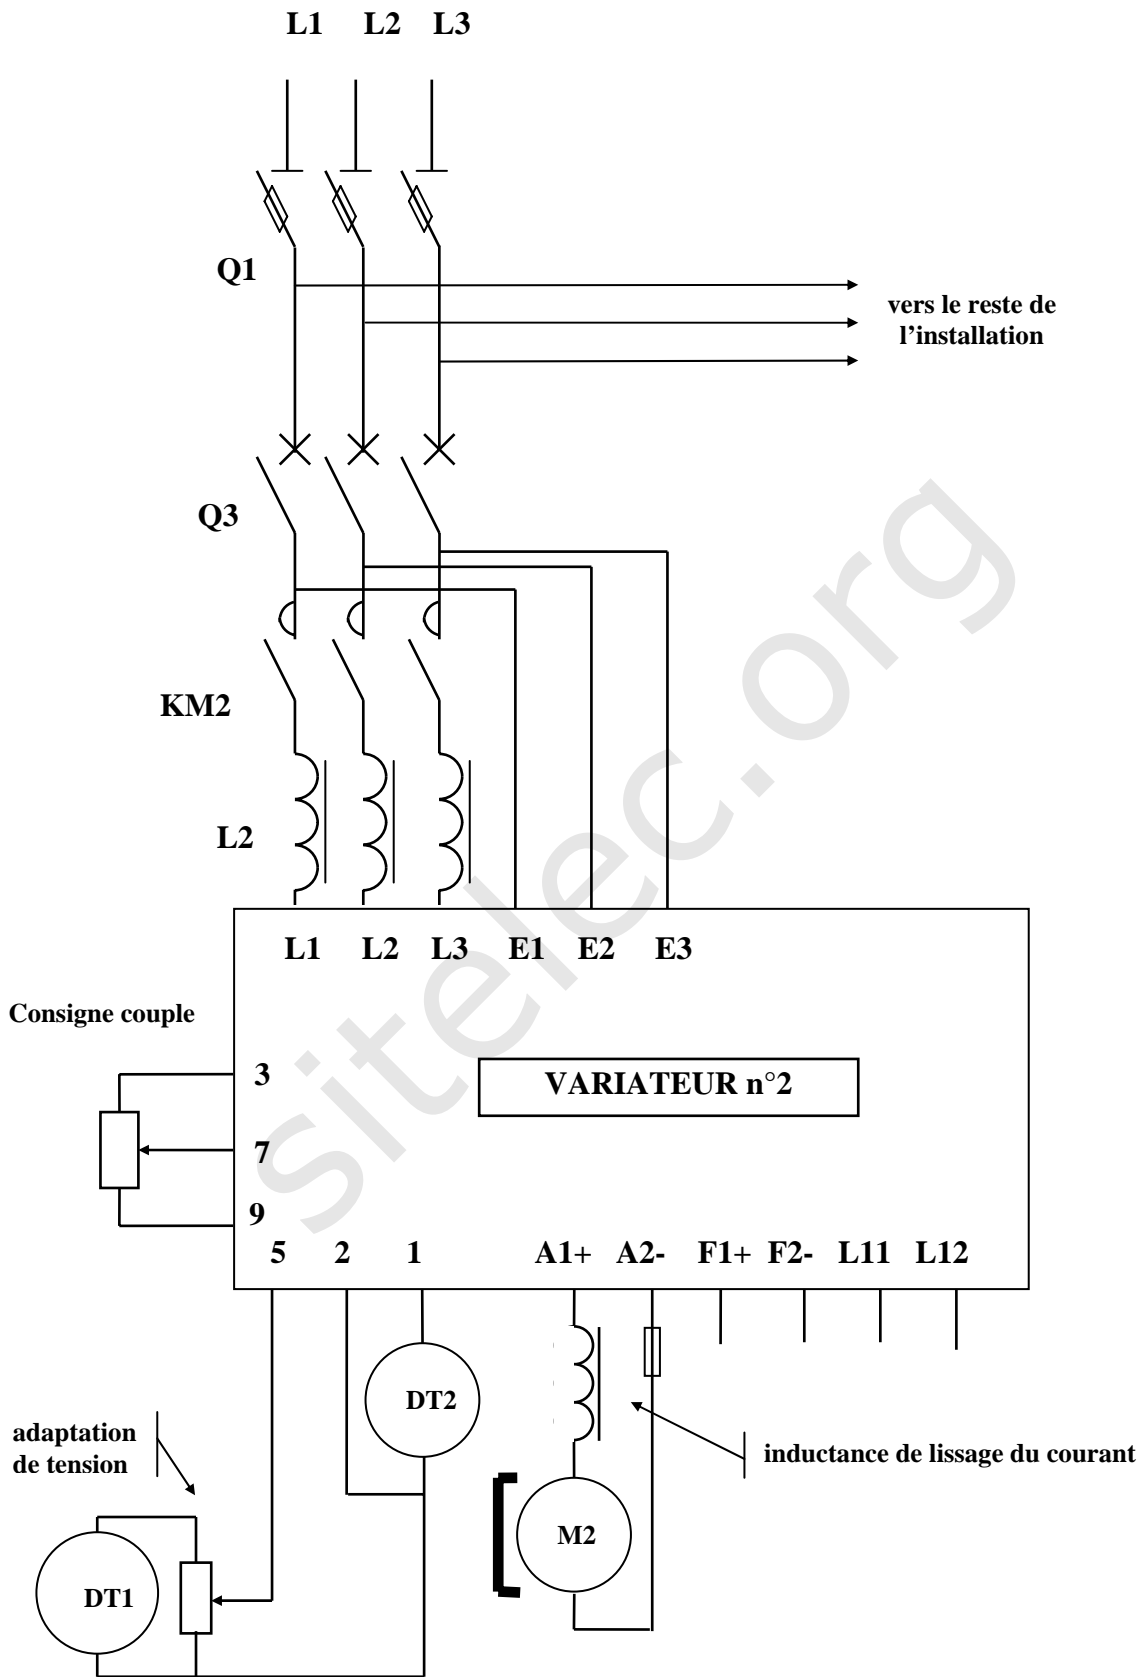 L1 L2 L3
Q1
vers le reste de
l'installation
Q3
KM2
L2
L1 L2 L3 E1 E2 E3
Consigne couple
3
VARIATEUR n°2
7
9
5 2 1 A1+ A2- F1+ F2- L11 L12
DT2
adaptation
de tension
inductance de lissage du courant
M2
DT1
sitelec.org